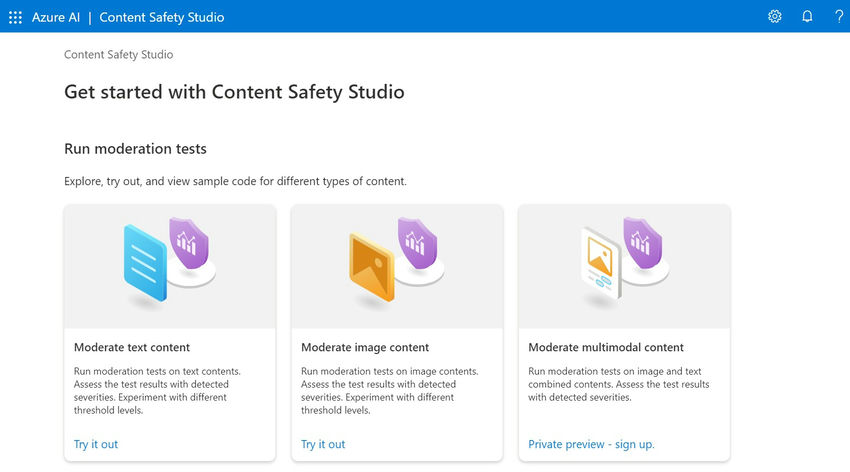 Azure AI | Content Safety Studio
?
Content Safety Studio
Get started with Content Safety Studio
Run moderation tests
Explore, try out, and view sample code for different types of content.
Moderate text content
Run moderation tests on text contents.
Assess the test results with detected
severities. Experiment with different
threshold levels.
Try it out
Moderate image content
Run moderation tests on image contents.
Assess the test results with detected
severities. Experiment with different
threshold levels.
Try it out
Moderate multimodal content
Run moderation tests on image and text
combined contents. Assess the test results
with detected severities.
Private preview - sign up.